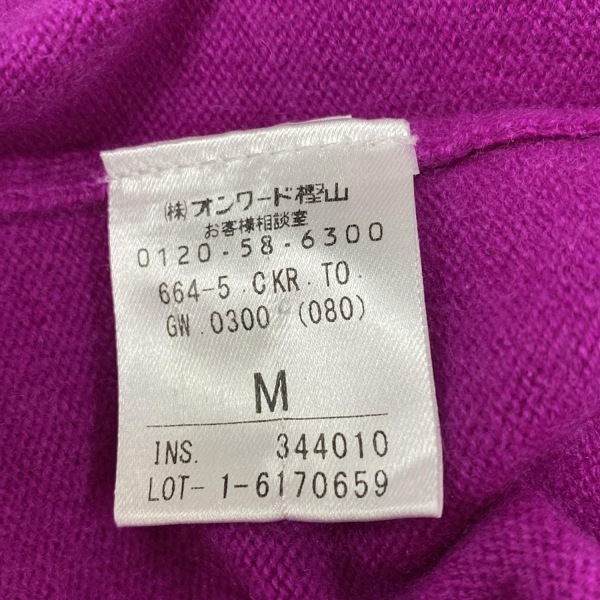 (株)オンワード樫山
お客様相談室
0120-58-6300
664-5.CKR.TO.
GW.0300 (080)
M
INS. 344010
LOT- 1-6170659